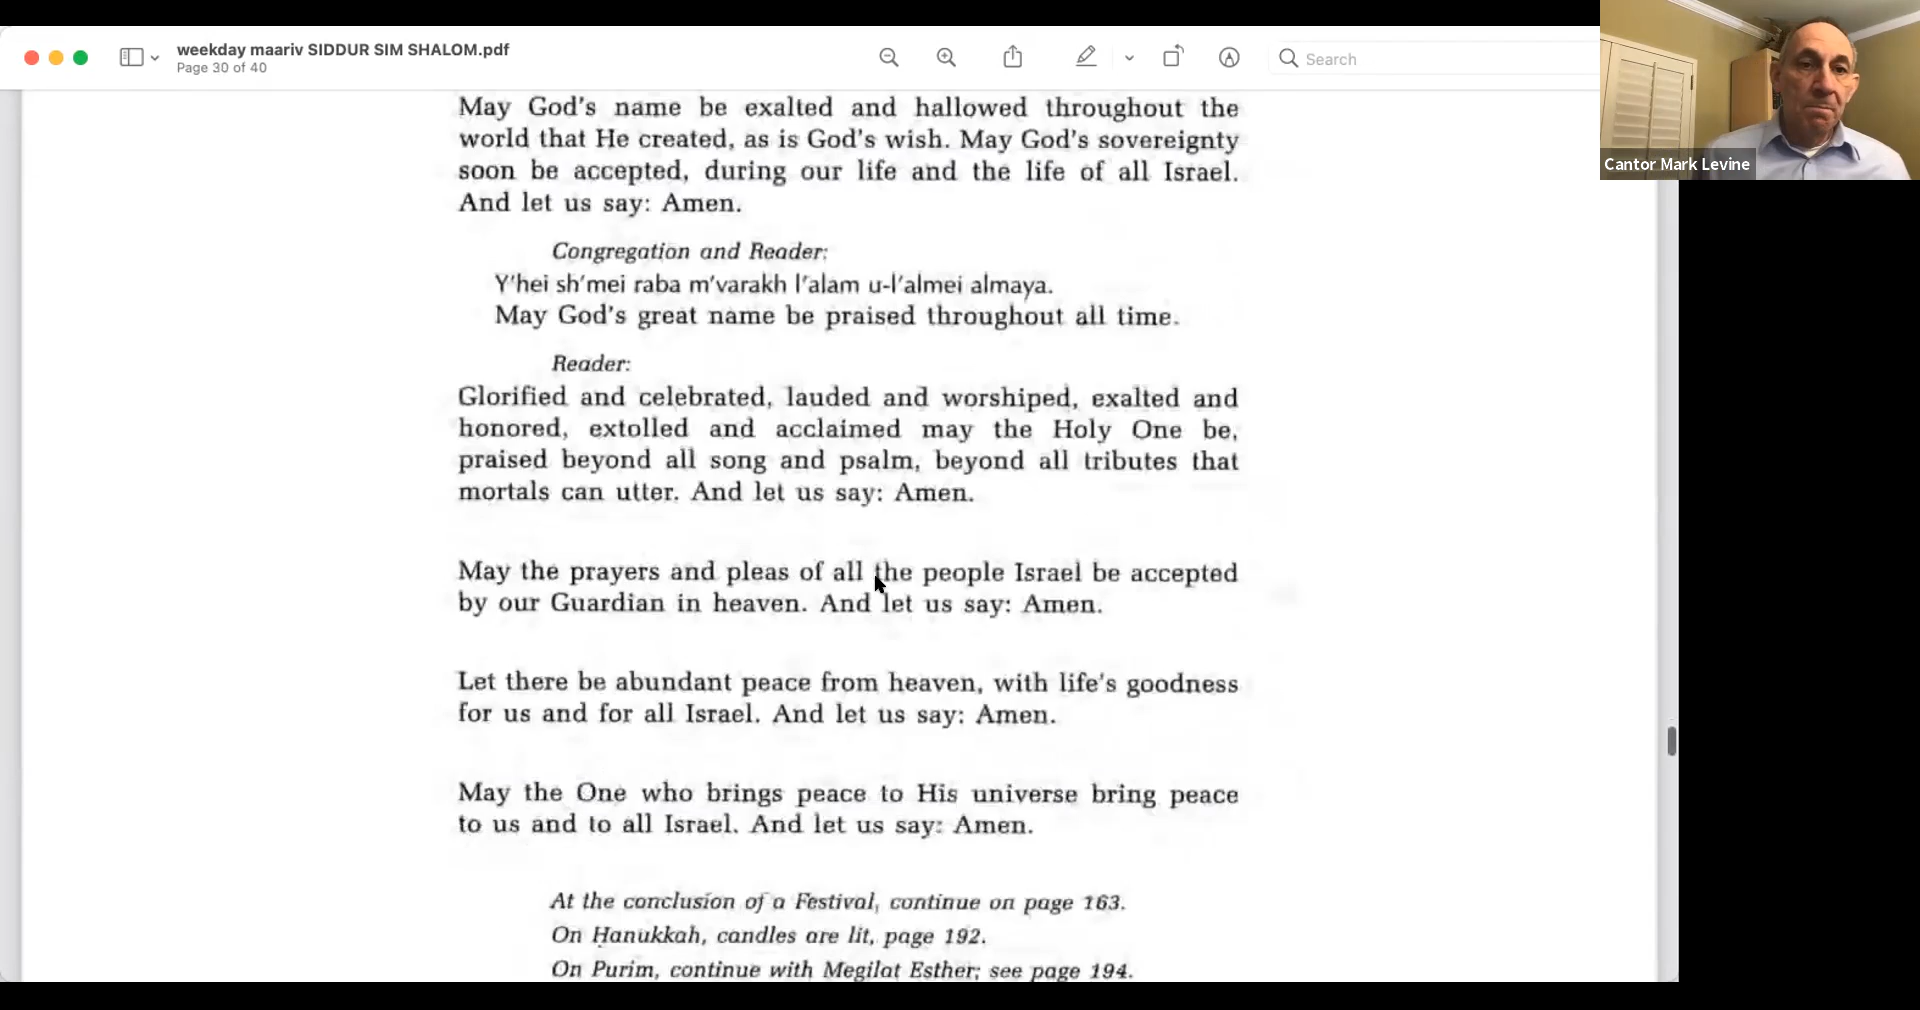 weekday maariv SIDDUR SIM SHALOM.pdf
Page 30 of 40
Search
Cantor Mark Levine
May God's name be exalted and hallowed throughout the
world that He created, as is God's wish. May God's sovereignty
soon be accepted, during our life and the life of all Israel.
And let us say: Amen.
Congregation and Reader:
Y'hei sh'mei raba m'varakh l'alam u-l'almei almaya.
May God's great name be praised throughout all time.
Reader:
Glorified and celebrated, lauded and worshiped, exalted and
honored, extolled and acclaimed may the Holy One be,
praised beyond all song and psalm, beyond all tributes that
mortals can utter. And let us say: Amen.
May the prayers and pleas of all the people Israel be accepted
by our Guardian in heaven. And let us say: Amen.
Let there be abundant peace from heaven, with life's goodness
for us and for all Israel. And let us say: Amen.
May the One who brings peace to His universe bring peace
to us and to all Israel. And let us say: Amen.
At the conclusion of a Festival, continue on page 163.
On Ḥanukkah, candles are lit, page 192.
On Purim, continue with Megilat Esther; see page 194.